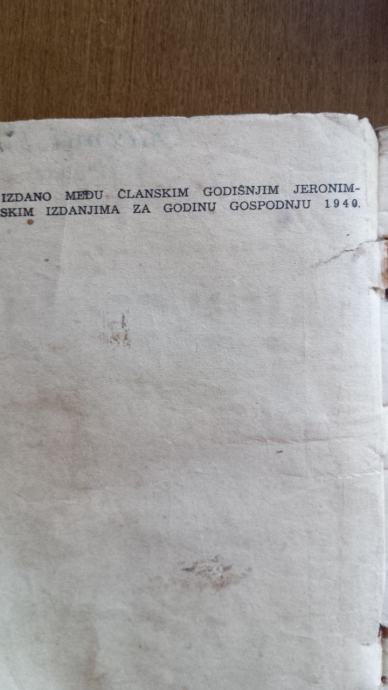 IZDANO MEĐU ČLANSKIM GODIŠNJIM JERONIM-
SKIM IZDANJIMA ZA GODINU GOSPODNJU 1940.